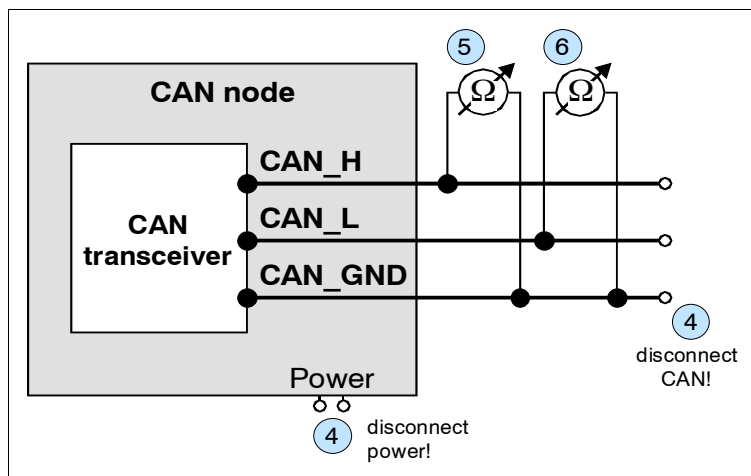 5
6
Ω
Ω
CAN node
CAN_H
CAN
transceiver
CAN_L
CAN_GND
4
disconnect
CAN!
Power
4
disconnect
power!